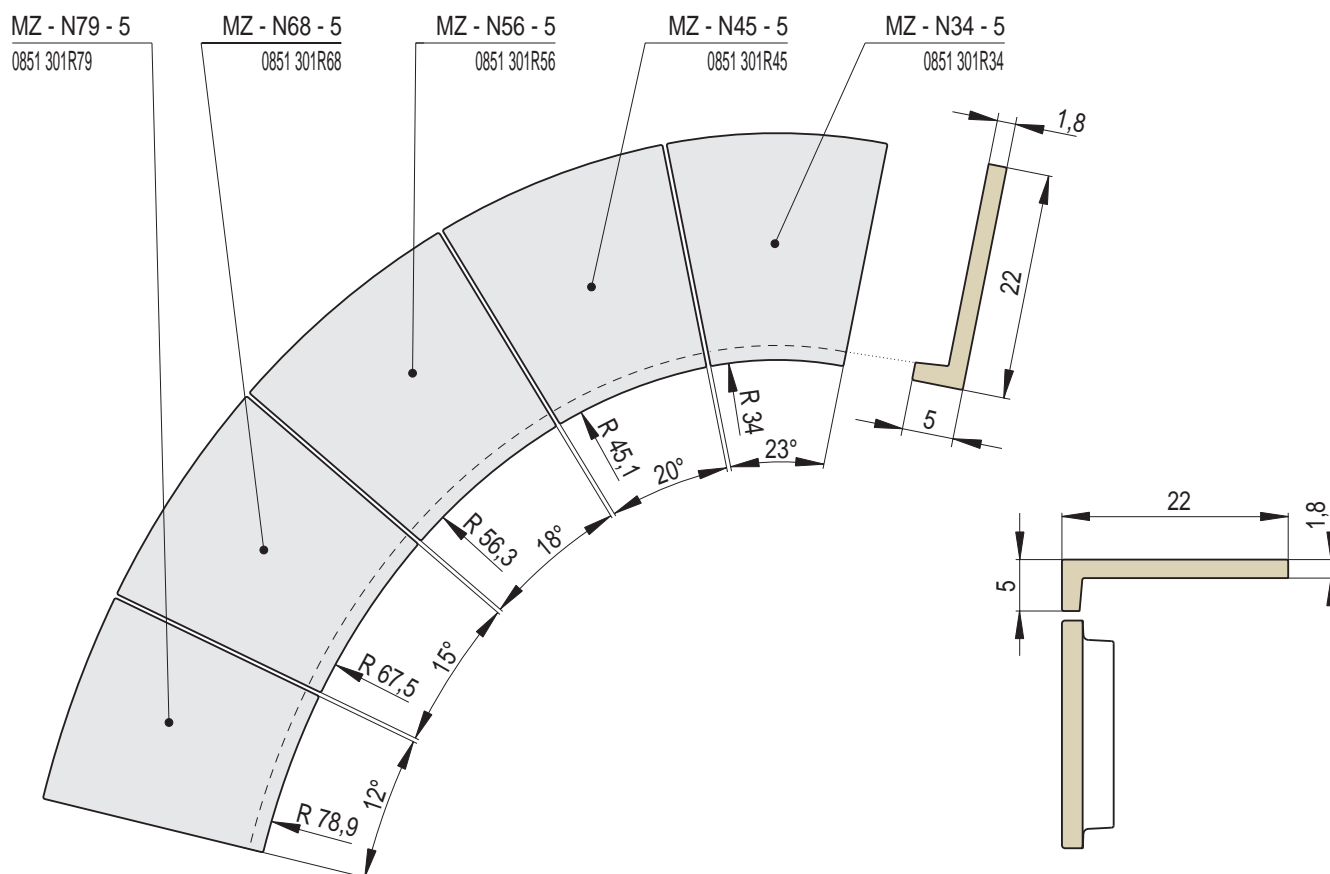 MZ - N79 - 5
0851 301R79
MZ - N68 - 5
0851 301R68
MZ - N56 - 5
0851 301R56
MZ - N45 - 5
0851 301R45
MZ - N34 - 5
0851 301R34
1,8
22
5
R 34
23°
R 45,1
20°
R 56,3
18°
R 67,5
15°
R 78,9
12°
22
1,8
5